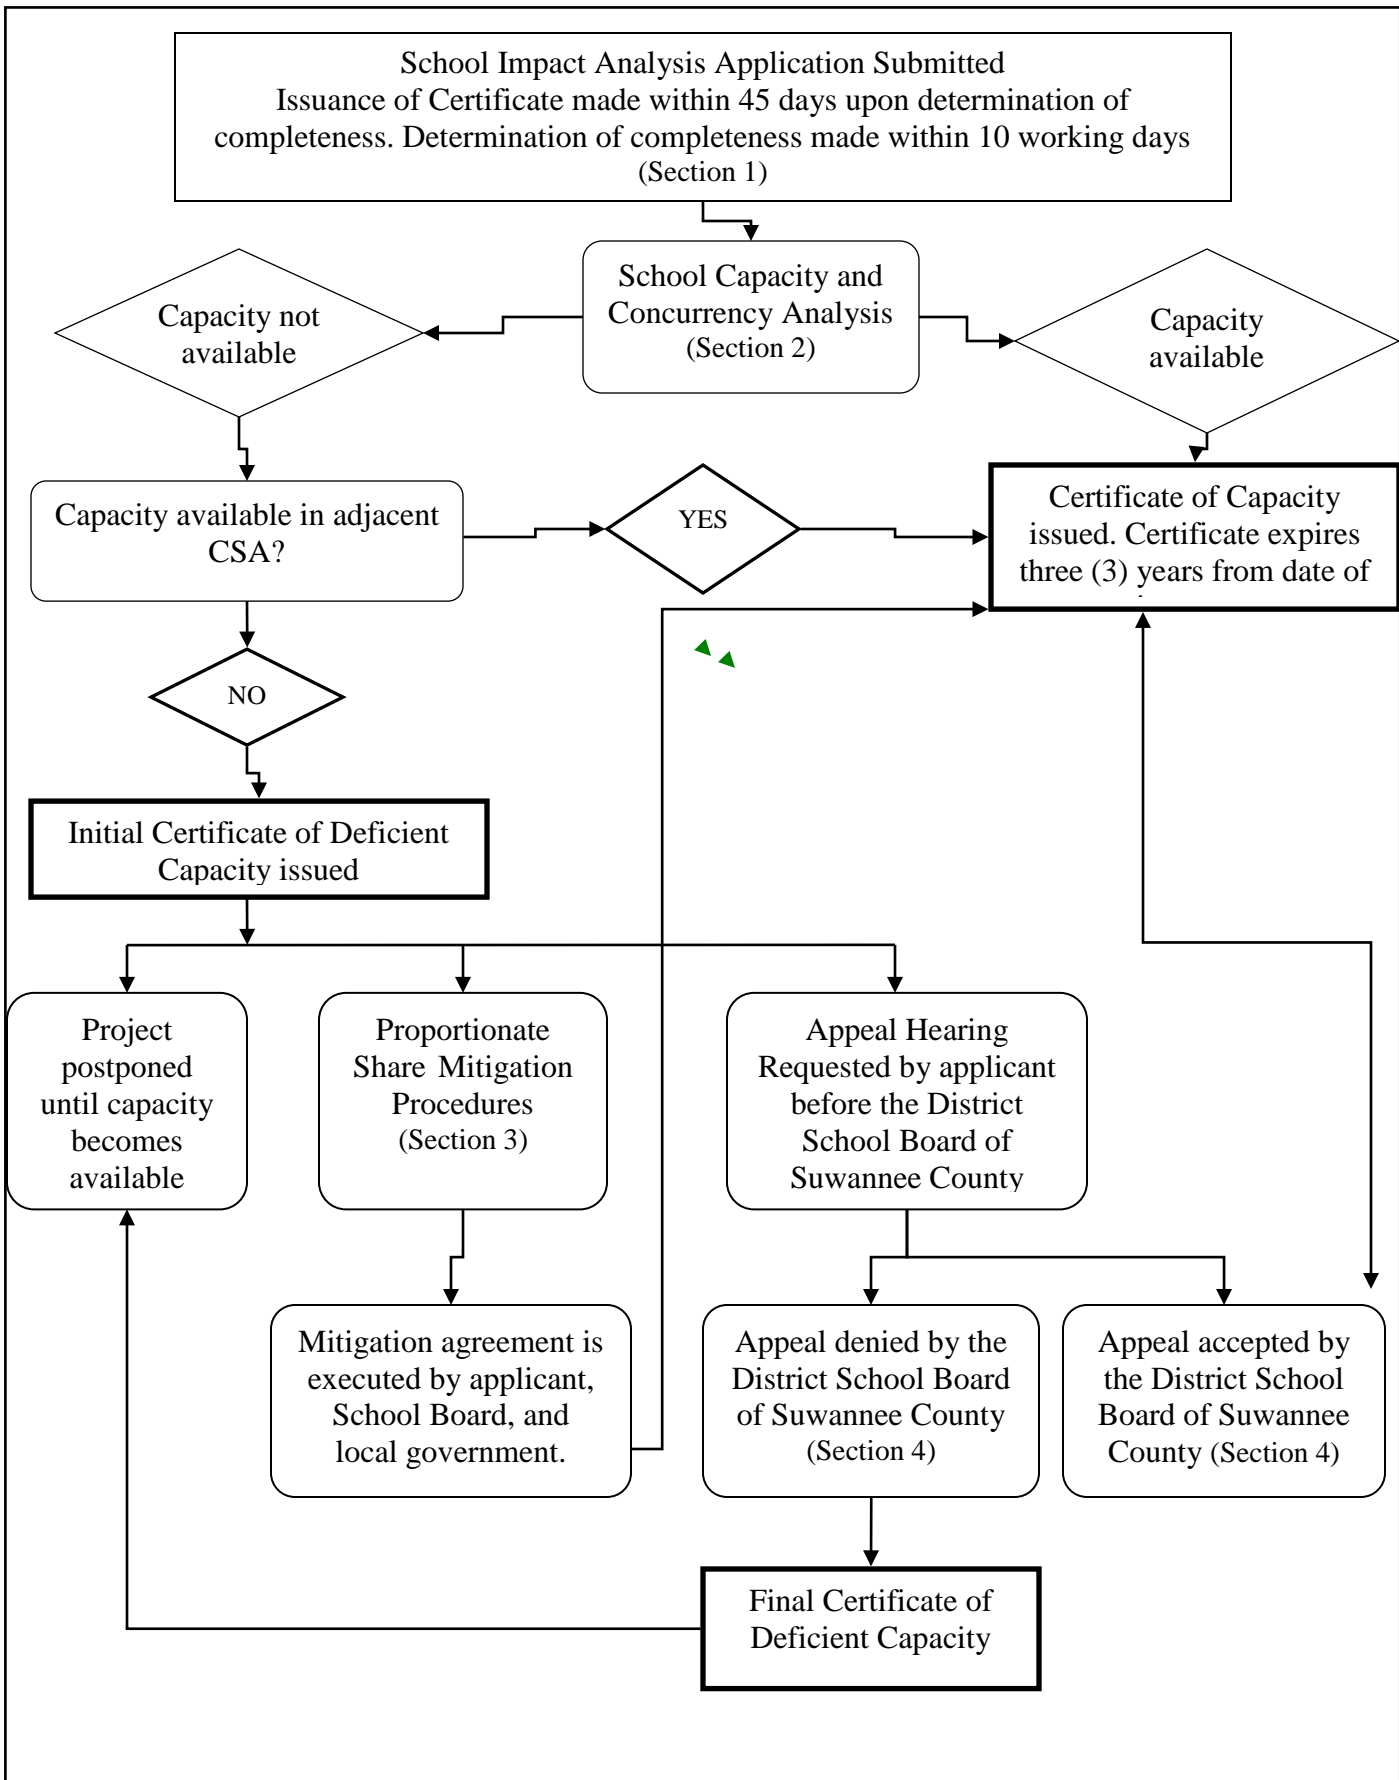 School Impact Analysis Application Submitted
Issuance of Certificate made within 45 days upon determination of
completeness. Determination of completeness made within 10 working days
(Section 1)
School Capacity and
Concurrency Analysis
(Section 2)
Capacity not
available
Capacity
available
Capacity available in adjacent
CSA?
YES
Certificate of Capacity
issued. Certificate expires
three (3) years from date of
NO
Initial Certificate of Deficient
Capacity issued
Project
postponed
until capacity
becomes
available
Proportionate
Share Mitigation
Procedures
(Section 3)
Appeal Hearing
Requested by applicant
before the District
School Board of
Suwannee County
Mitigation agreement is
executed by applicant,
School Board, and
local government.
Appeal denied by the
District School Board
of Suwannee County
(Section 4)
Appeal accepted by
the District School
Board of Suwannee
County (Section 4)
Final Certificate of
Deficient Capacity